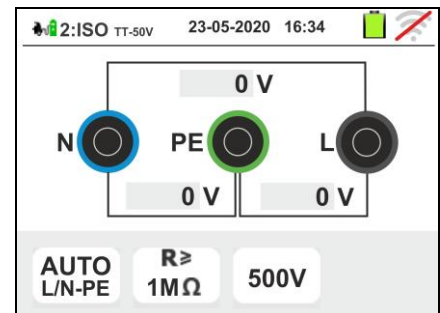 2:ISO TT-50V 23-05-2020 16:34
0 V
N PE L
0 V 0 V
AUTO R≥ 500V
L/N-PE 1MΩ